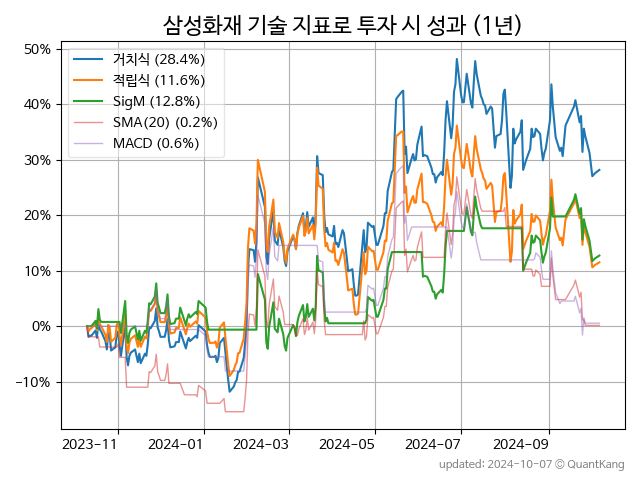 삼성화재 기술 지표로 투자 시 성과 (1년)
50%
40%
30%
20%
10%
0%
−10%
거치식 (28.4%)
적립식 (11.6%)
SigM (12.8%)
SMA(20) (0.2%)
MACD (0.6%)
2023-11
2024-01
2024-03
2024-05
2024-07
2024-09
updated: 2024-10-07 © QuantKang